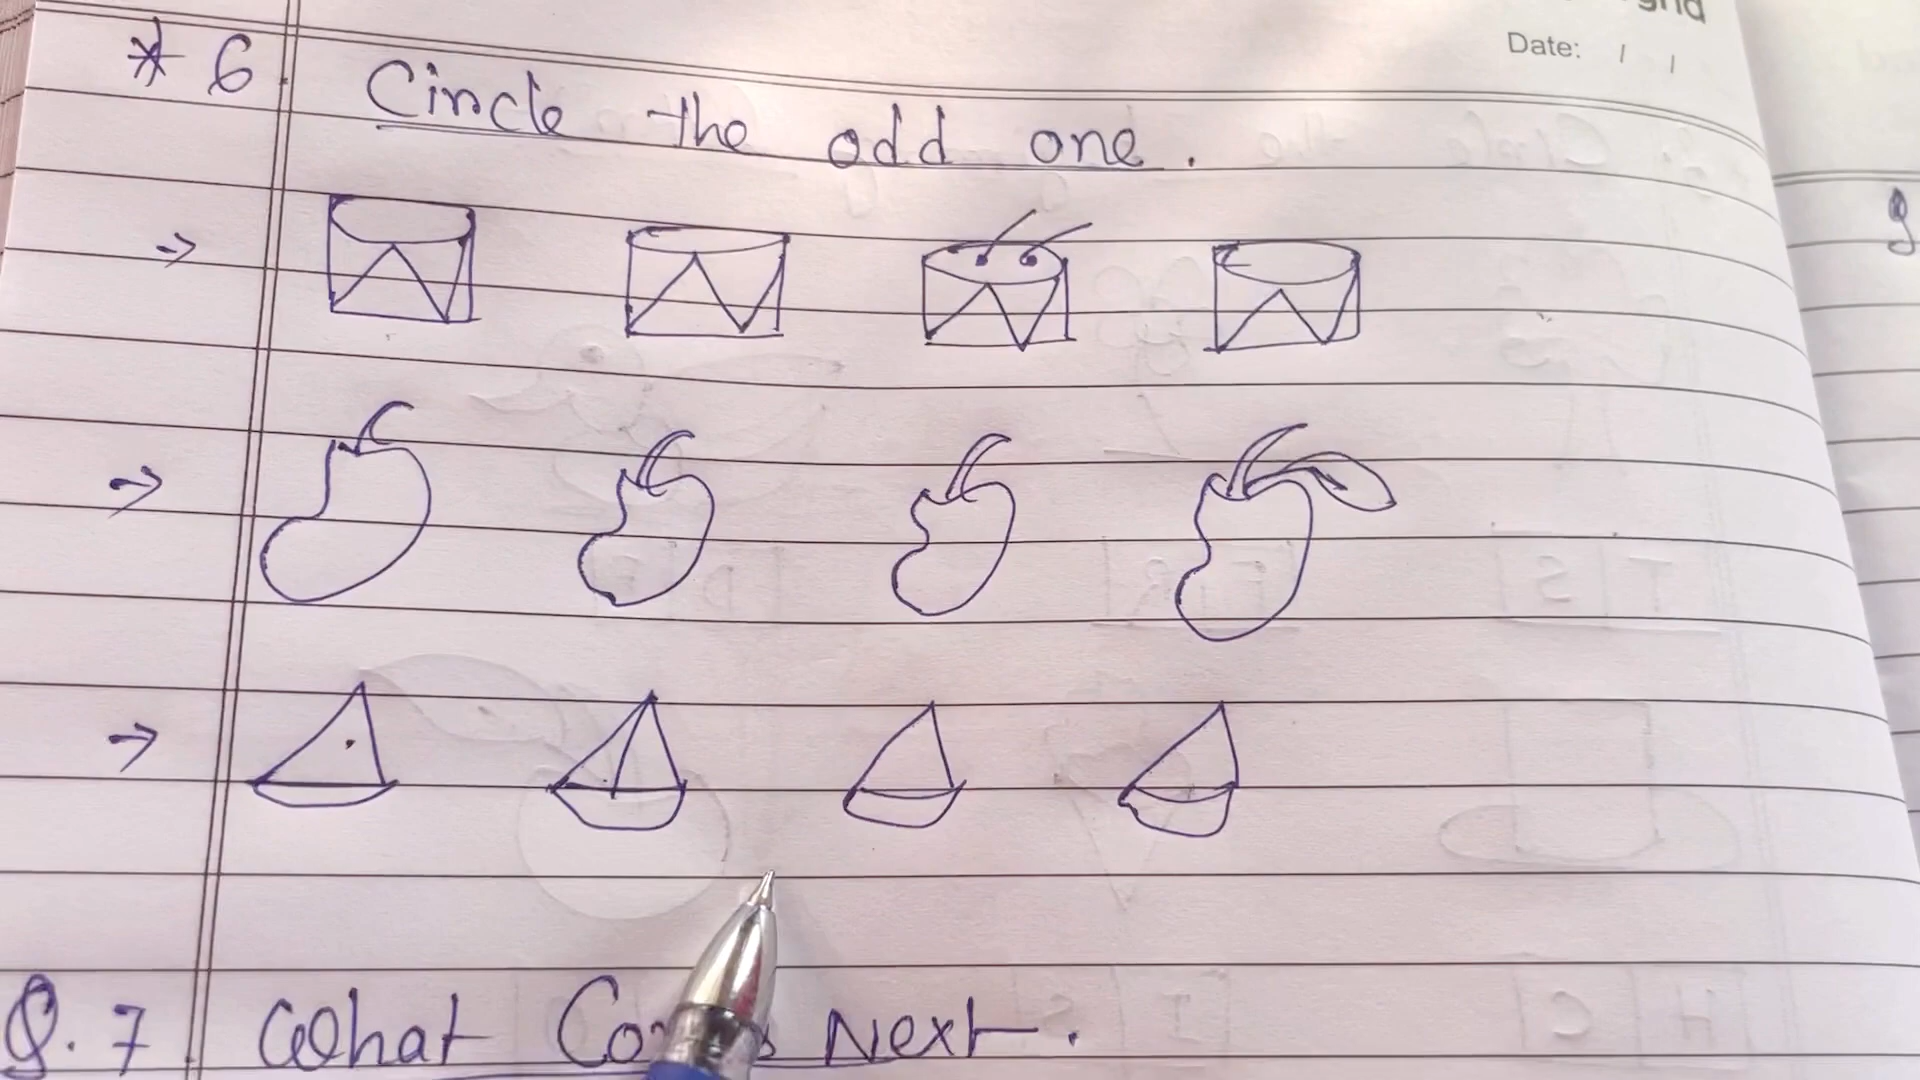 Date: / /
* 6. Circle the odd one.
Q. 7. What Next.